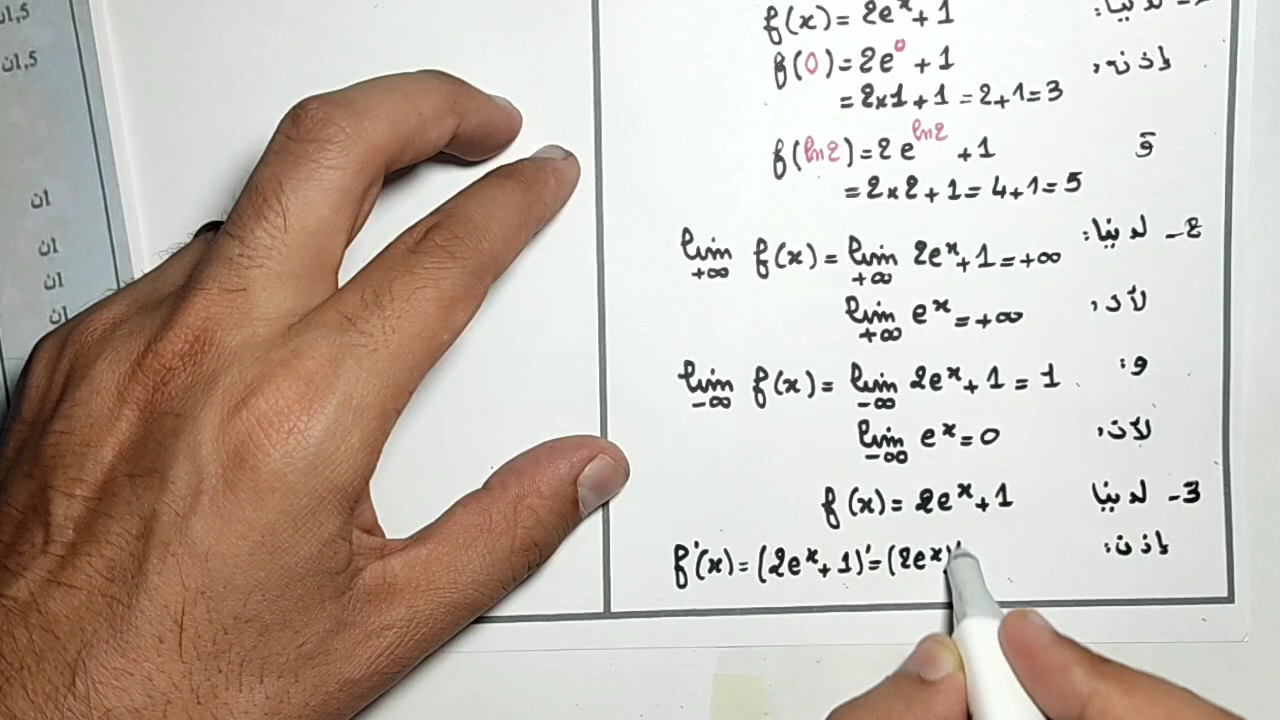 لدينا: f(x) = 2eˣ + 1
إذن, f(0) = 2e⁰ + 1
= 2×1 + 1 = 2 + 1 = 3
و f(ln2) = 2e^ln2 + 1
= 2×2 + 1 = 4 + 1 = 5
2- لدينا: lim +∞ f(x) = lim +∞ 2eˣ + 1 = +∞
لأن, lim +∞ eˣ = +∞
و: lim -∞ f(x) = lim -∞ 2eˣ + 1 = 1
لأن, lim -∞ eˣ = 0
3- لدينا f(x) = 2eˣ + 1
إذن: f'(x) = (2eˣ + 1)' = (2eˣ)'
1,5ن
1,5ن
1ن
1ن
1ن
1ن